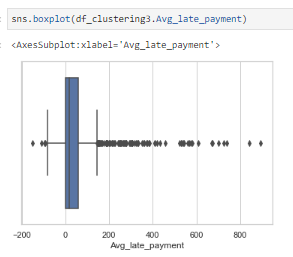 sns.boxplot(df_clustering3.Avg_late_payment)
<AxesSubplot:xlabel='Avg_late_payment'>
-200 0 200 400 600 800
Avg_late_payment